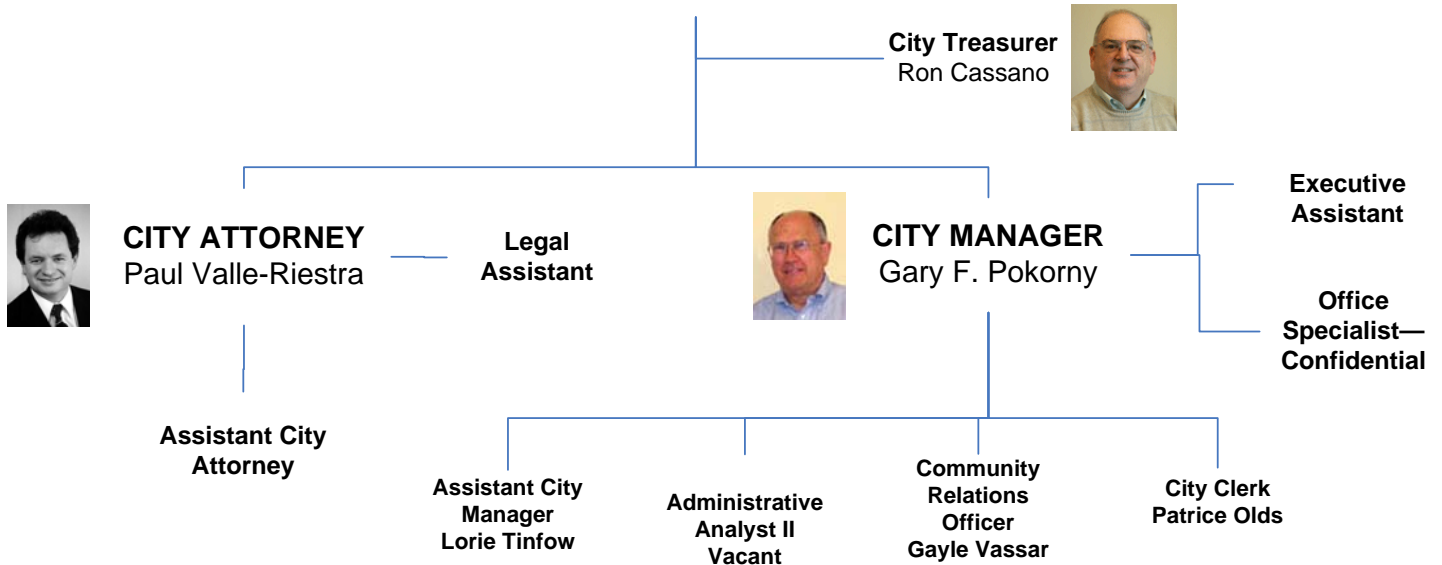 City Treasurer
Ron Cassano
CITY ATTORNEY
Paul Valle-Riestra
Legal
Assistant
CITY MANAGER
Gary F. Pokorny
Executive
Assistant
Office
Specialist—
Confidential
Assistant City
Attorney
Assistant City
Manager
Lorie Tinfow
Administrative
Analyst II
Vacant
Community
Relations
Officer
Gayle Vassar
City Clerk
Patrice Olds